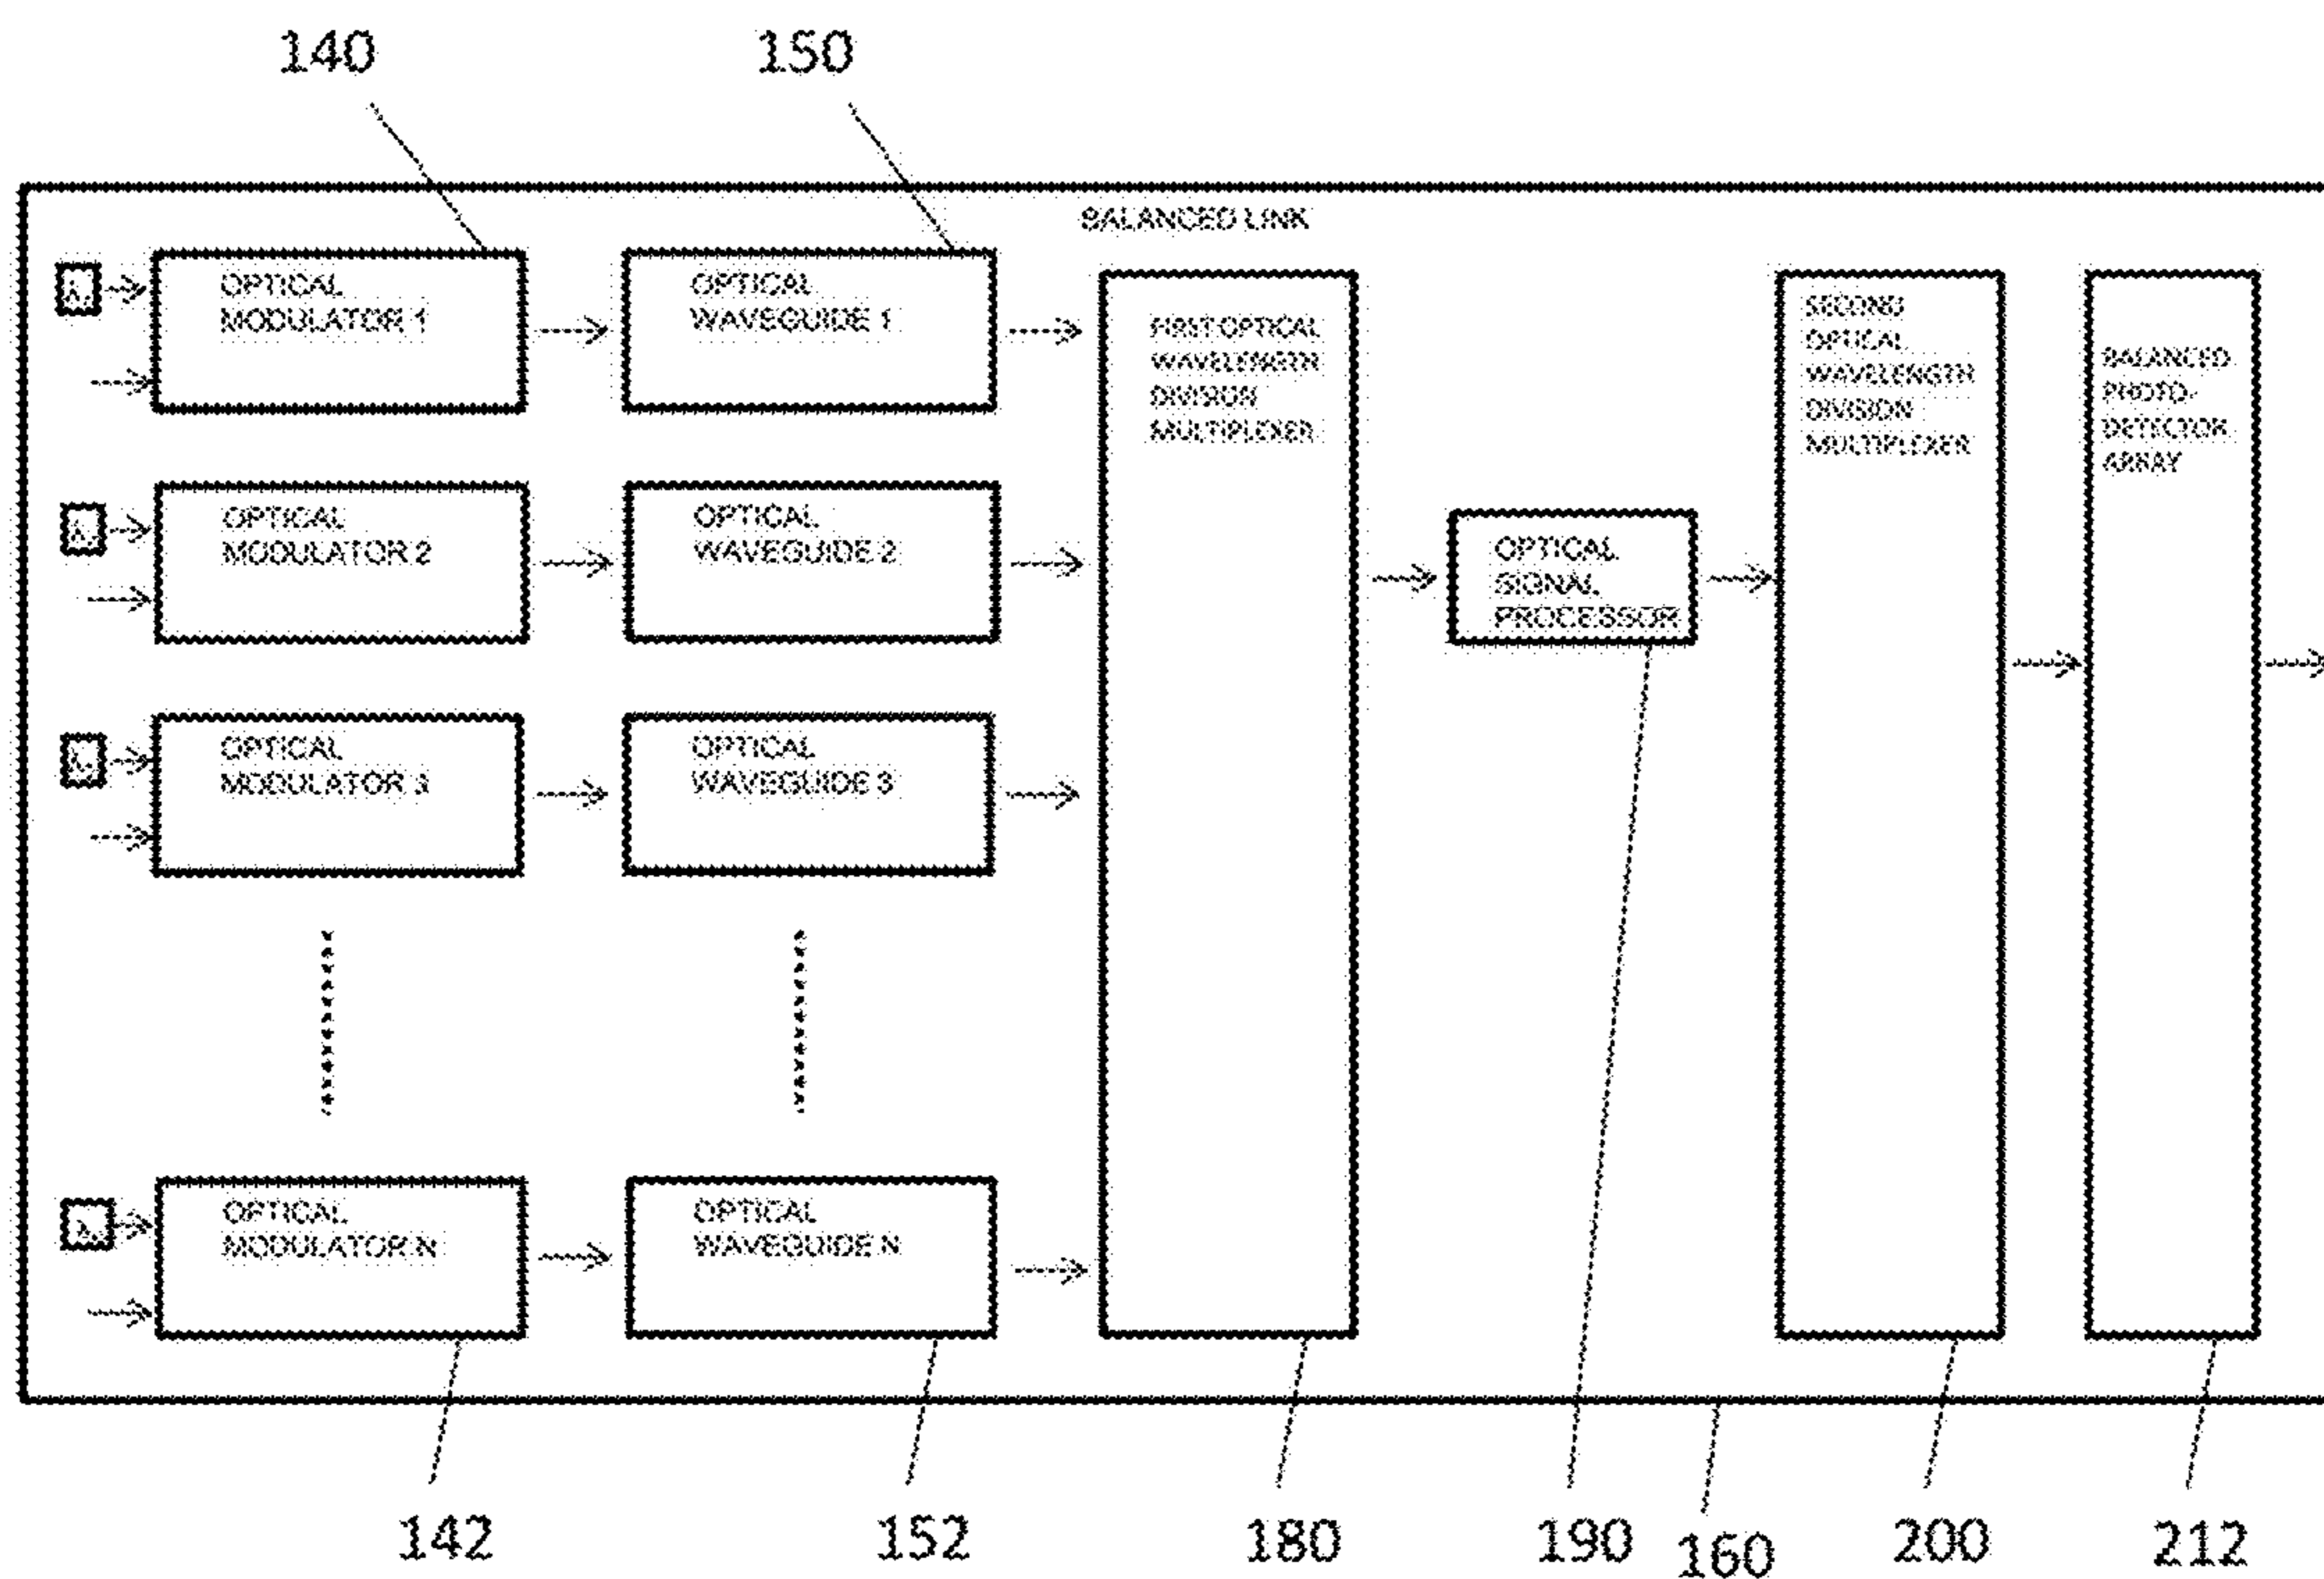 140
150
BALANCED LINK
OPTICAL
MODULATOR 1
OPTICAL
WAVEGUIDE 1
FIRST OPTICAL
WAVELENGTH
DIVISION
MULTIPLEXER
SECOND
OPTICAL
WAVELENGTH
DIVISION
MULTIPLEXER
BALANCED
PHOTO-
DETECTOR
ARRAY
OPTICAL
MODULATOR 2
OPTICAL
WAVEGUIDE 2
OPTICAL
SIGNAL
PROCESSOR
OPTICAL
MODULATOR 3
OPTICAL
WAVEGUIDE 3
OPTICAL
MODULATOR N
OPTICAL
WAVEGUIDE N
142
152
180
190
160
200
212